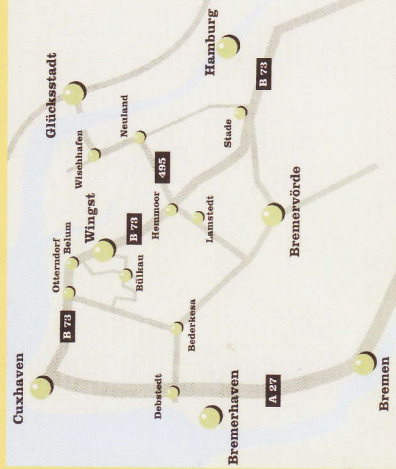 Cuxhaven
Glücksstadt
Otterndorf
Belum
B 73
Wischhafen
Wingst
Neuland
B 73
Bülkau
Hemmoor
Debstedt
495
Bederkesa
Hamburg
Lamstedt
Stade
Bremerhaven
B 73
A 27
Bremervörde
Bremen